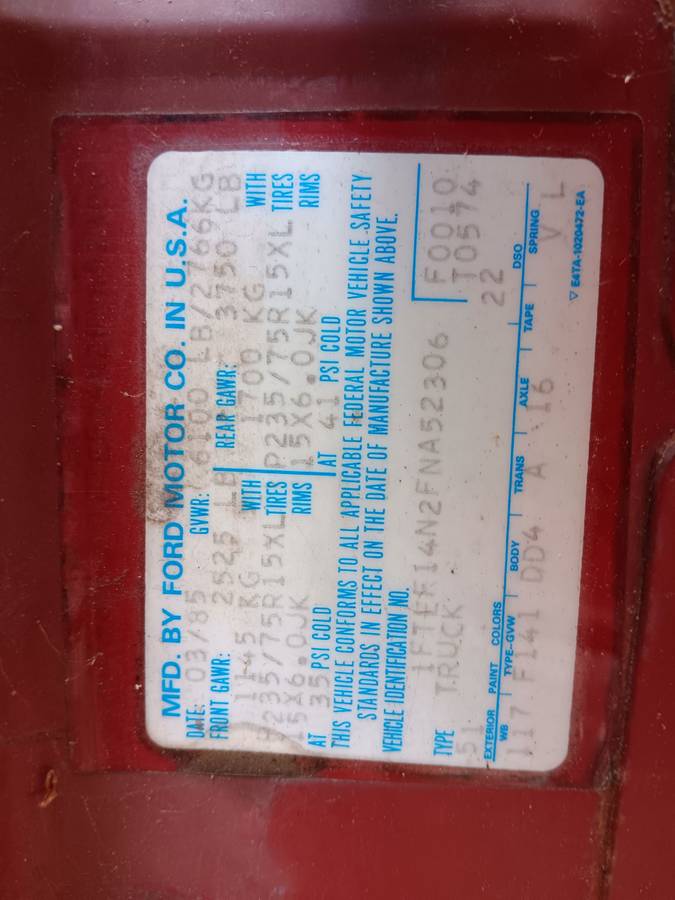 MFD. BY FORD MOTOR CO. IN U.S.A.
DATE: 03/85 GVWR: 6100 LB/2766KG
FRONT GAWR: 2525 LB REAR GAWR: 3750 LB
1145 KG WITH 1700 KG WITH
P235/75R15XL TIRES P235/75R15XL TIRES
15X6.0JK RIMS 15X6.0JK RIMS
AT 35 PSI COLD AT 41 PSI COLD
THIS VEHICLE CONFORMS TO ALL APPLICABLE FEDERAL MOTOR VEHICLE SAFETY
STANDARDS IN EFFECT ON THE DATE OF MANUFACTURE SHOWN ABOVE.
VEHICLE IDENTIFICATION NO.
1FTEF14N2FNA52306 F0010
TYPE TRUCK T0574
51 22
EXTERIOR PAINT COLORS DSO
WB TYPE-GVW BODY TRANS AXLE TAPE SPRING
117 F141 DD4 A 16 V L
▽ E4TA-1020472-EA